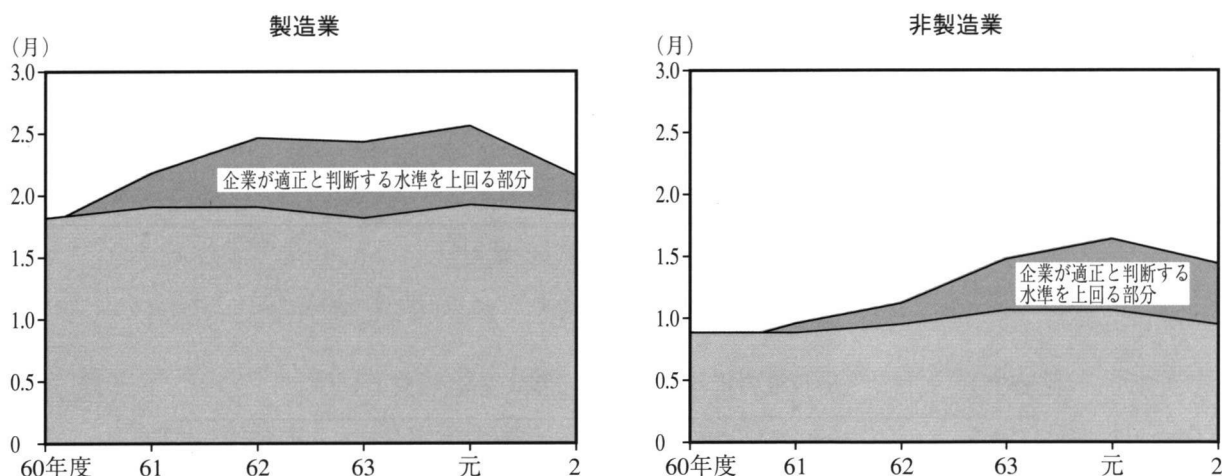 製造業
(月)
3.0
2.5
2.0
1.5
1.0
0.5
0
企業が適正と判断する水準を上回る部分
60年度
61
62
63
元
2
非製造業
(月)
3.0
2.5
2.0
1.5
1.0
0.5
0
企業が適正と判断する
水準を上回る部分
60年度
61
62
63
元
2